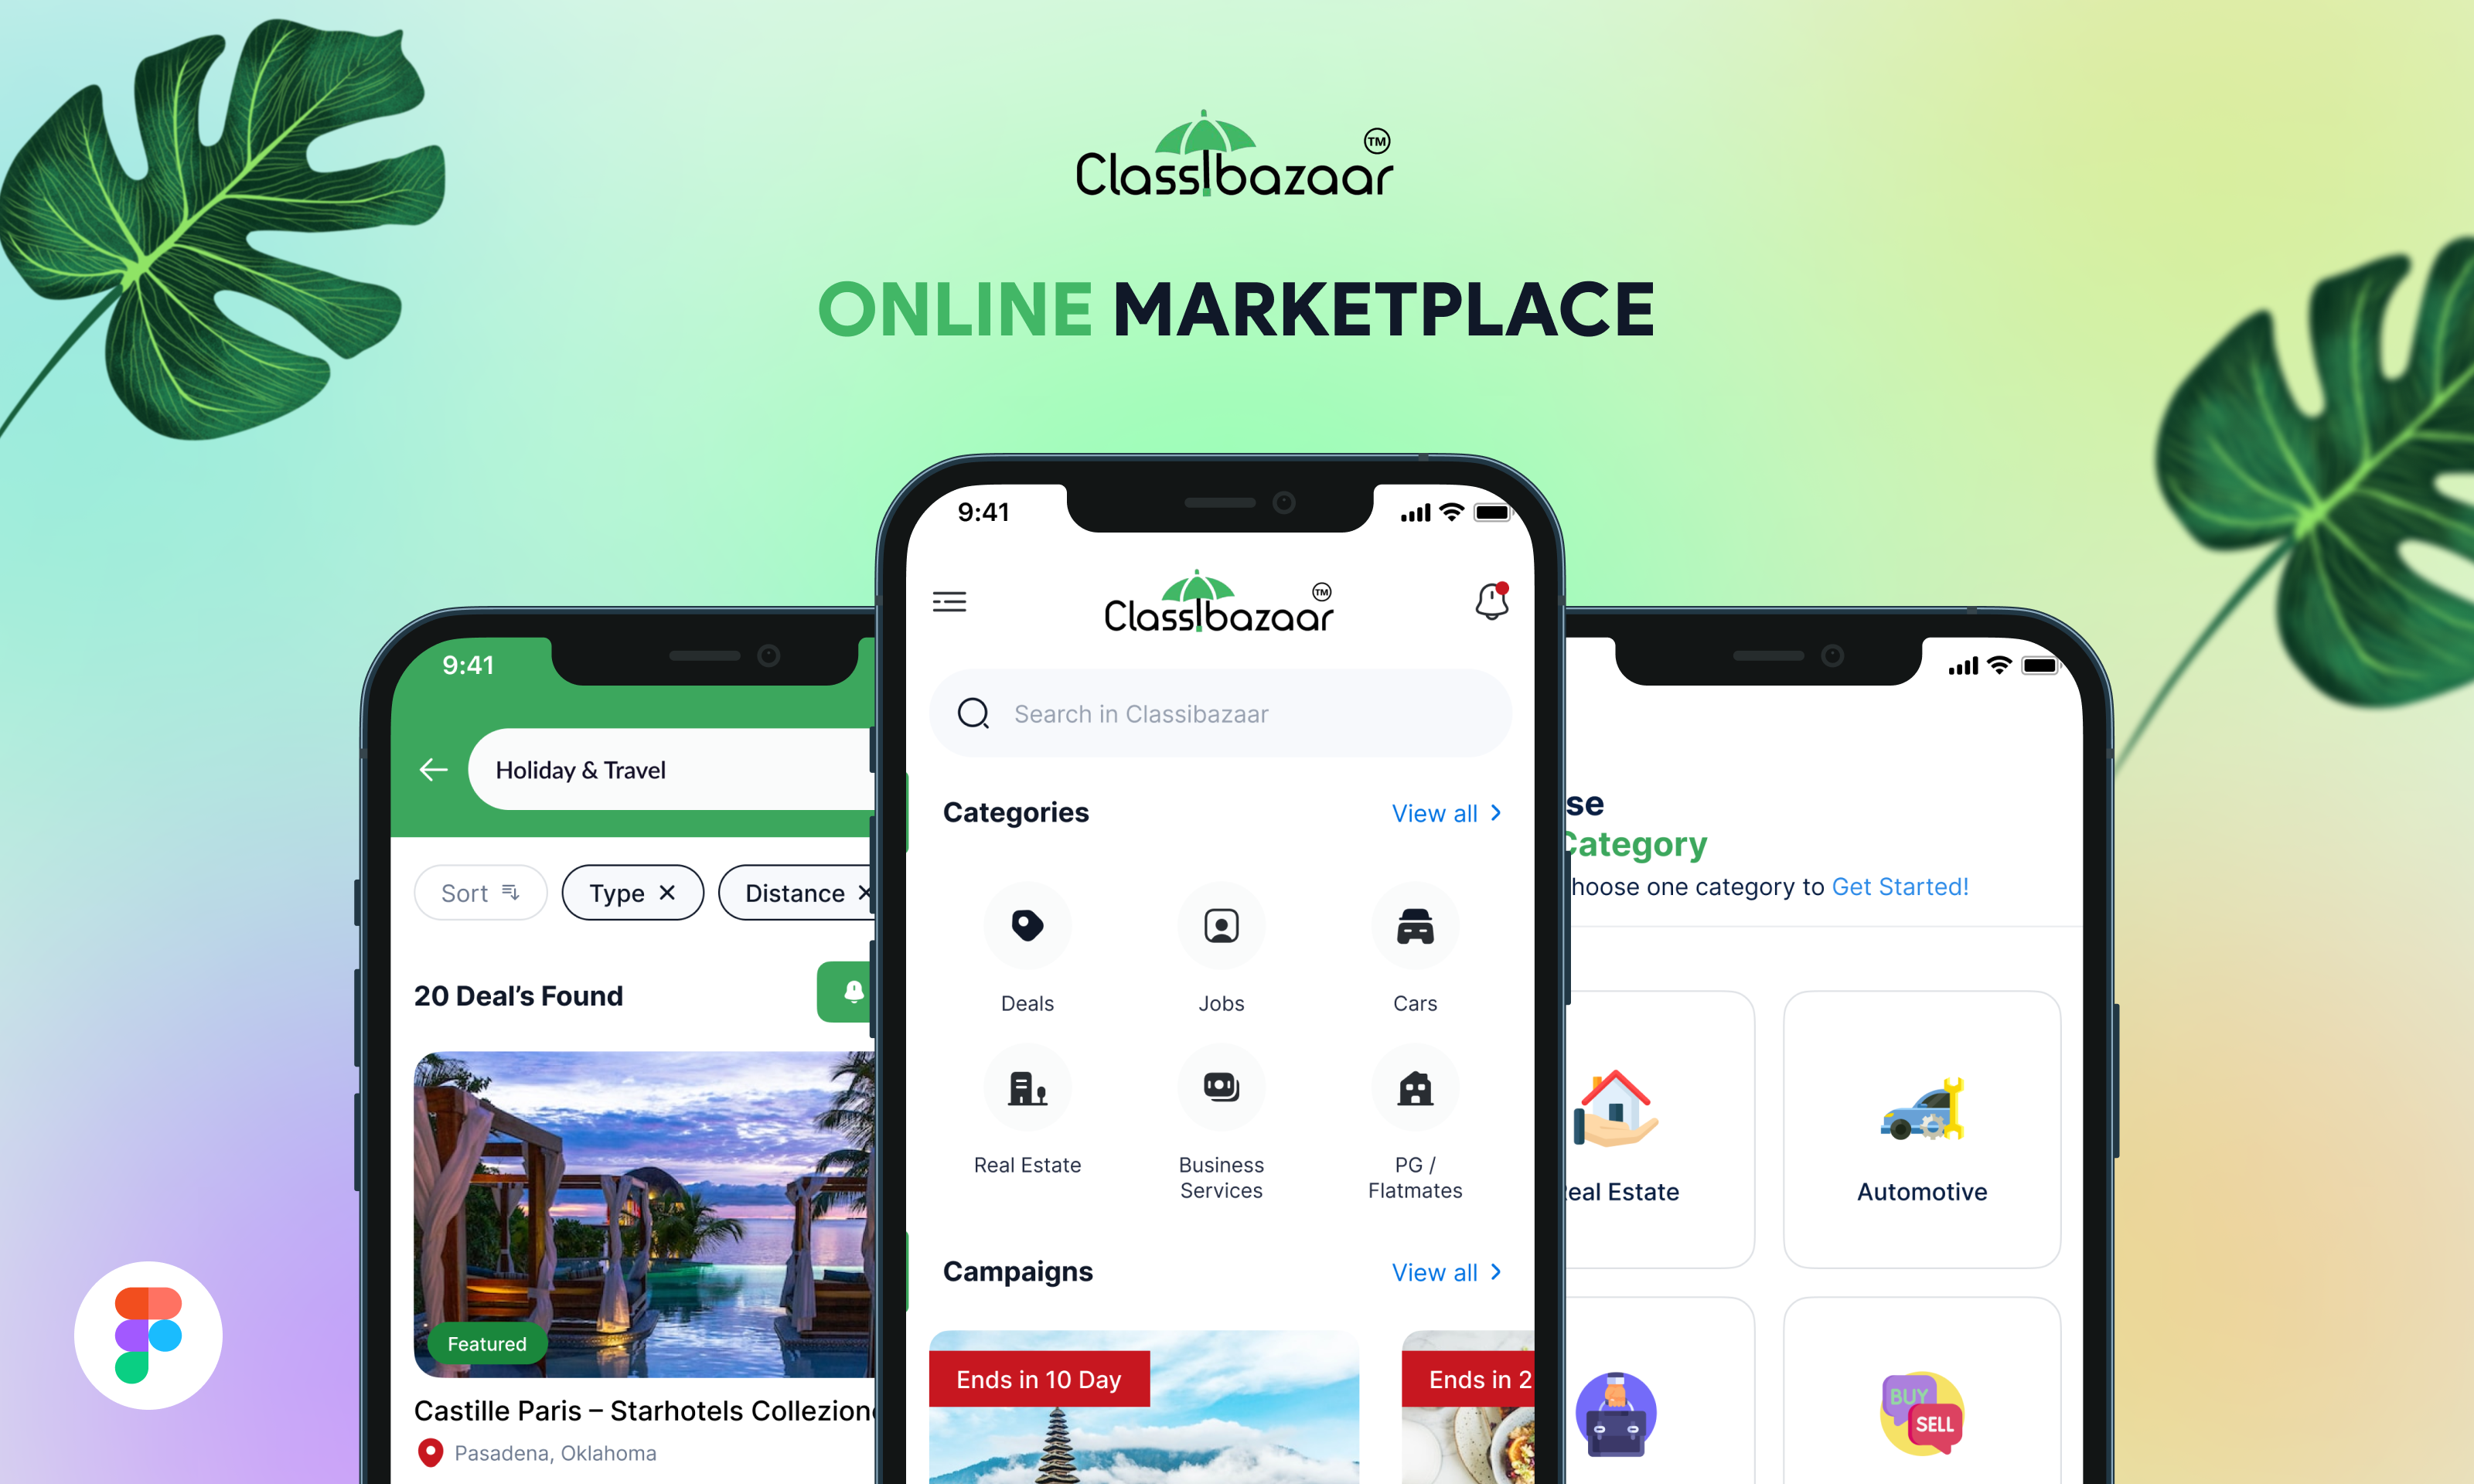 Classibazaar TM
ONLINE MARKETPLACE
9:41
Holiday & Travel
Sort
Type
Distance
20 Deal’s Found
Featured
Castille Paris – Starhotels
Pasadena, Oklahoma
9:41
Classibazaar TM
Search in Classibazaar
Categories
View all
Deals
Jobs
Cars
Real Estate
Business
Services
PG /
Flatmates
Campaigns
View all
Ends in 10 Day
Ends in 2
se
Category
hoose one category to Get Started!
eal Estate
Automotive
BUY
SELL